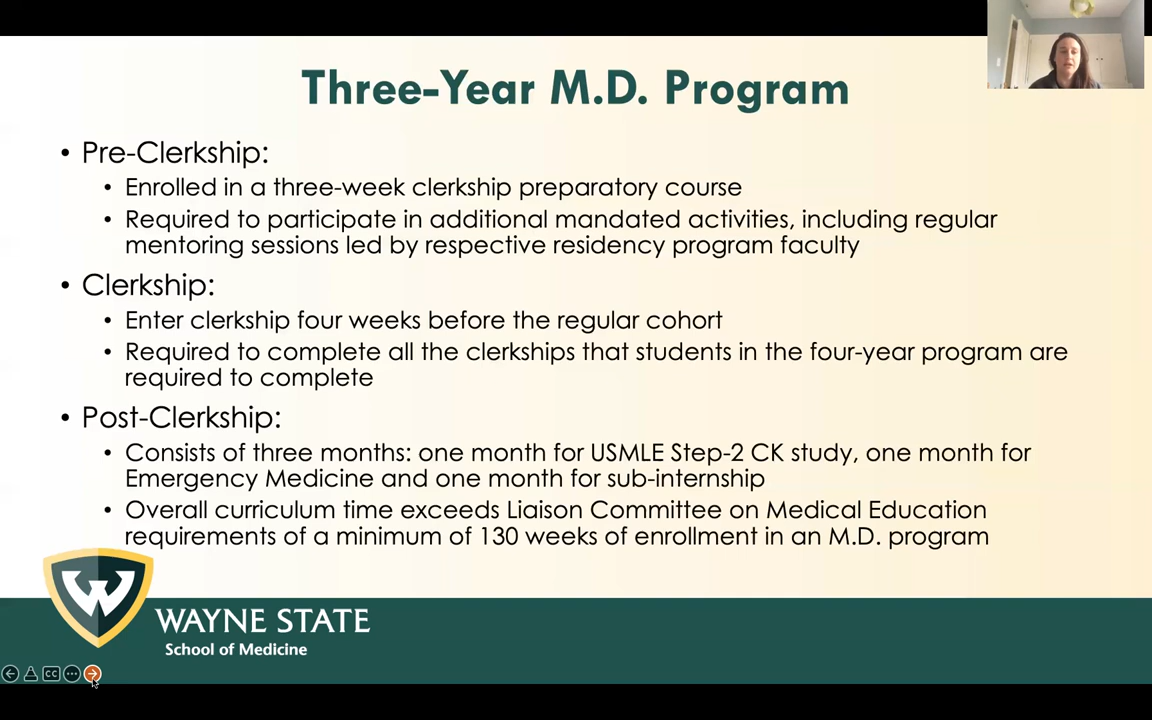 Three-Year M.D. Program
• Pre-Clerkship:
• Enrolled in a three-week clerkship preparatory course
• Required to participate in additional mandated activities, including regular
mentoring sessions led by respective residency program faculty
• Clerkship:
• Enter clerkship four weeks before the regular cohort
• Required to complete all the clerkships that students in the four-year program are
required to complete
• Post-Clerkship:
• Consists of three months: one month for USMLE Step-2 CK study, one month for
Emergency Medicine and one month for sub-internship
• Overall curriculum time exceeds Liaison Committee on Medical Education
requirements of a minimum of 130 weeks of enrollment in an M.D. program
W
WAYNE STATE
School of Medicine
CC